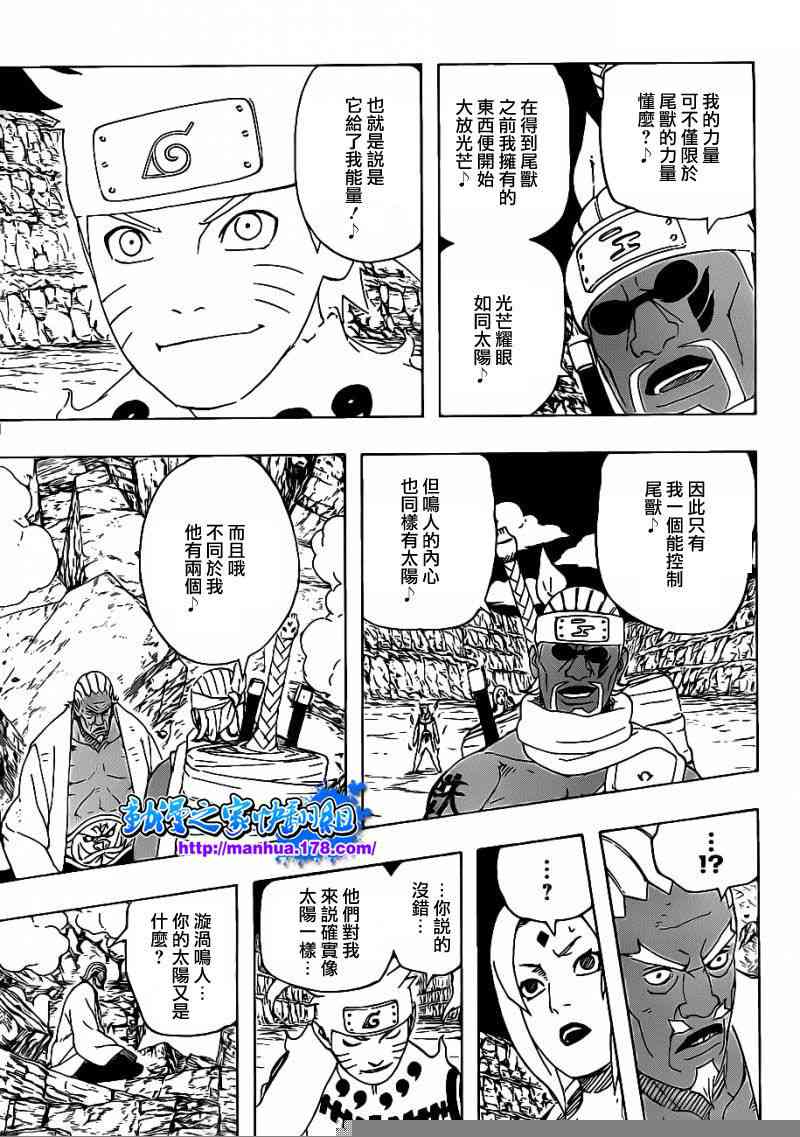 我的力量
可不僅限於
尾獸的力量
懂麼?♪
在得到尾獸
之前我擁有的
東西便開始
大放光芒♪
光芒耀眼
如同太陽♪
也就是説是
它給了我能量!♪
因此只有
我一個能控制
尾獸♪
但鳴人的內心
也同樣有太陽♪
而且哦
不同於我
他有兩個♪
動漫之家快翻組
http://manhua.178.com/
…!?
…?
…你說的
沒錯…
他們對我
來説確實像
太陽一樣…
漩渦鳴人…
你的太陽又是
什麼?